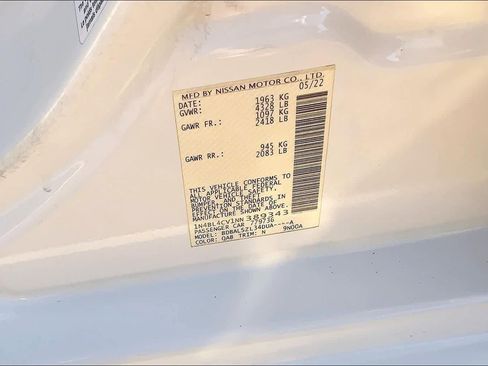 MFD BY NISSAN MOTOR CO., LTD.
DATE: 05/22
GVWR: 1963 KG
4328 LB
GAWR FR.: 1097 KG
2418 LB
GAWR RR.: 945 KG
2083 LB
THIS VEHICLE CONFORMS TO
ALL APPLICABLE FEDERAL
MOTOR VEHICLE SAFETY,
BUMPER, AND THEFT
PREVENTION STANDARDS
IN EFFECT ON THE DATE OF
MANUFACTURE SHOWN ABOVE.
1N4BL4CV1NN389343
PASSENGER CAR 779736
MODEL: BDBALSZL34DUA----A
COLOR: QAB TRIM: N 9NGGA